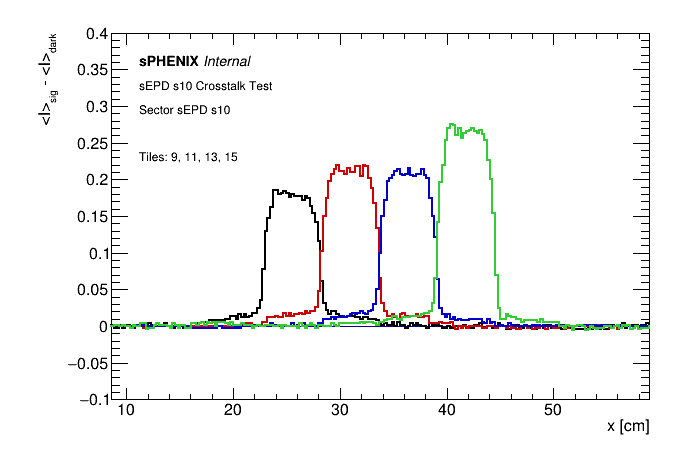 0.4
0.35
0.3
0.25
0.2
0.15
0.1
0.05
0
−0.05
−0.1
<I>sig - <I>dark
sPHENIX Internal
sEPD s10 Crosstalk Test
Sector sEPD s10
Tiles: 9, 11, 13, 15
10 20 30 40 50
x [cm]